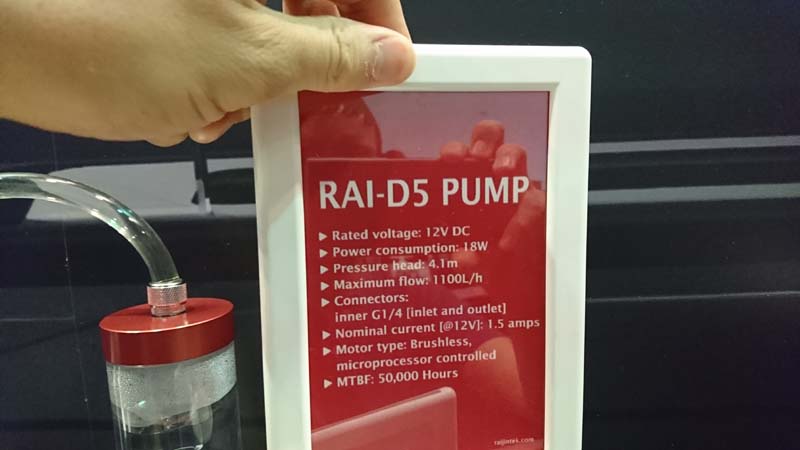 RAI-D5 PUMP
▶ Rated voltage: 12V DC
▶ Power consumption: 18W
▶ Pressure head: 4.1m
▶ Maximum flow: 1100L/h
▶ Connectors:
inner G1/4 [inlet and outlet]
▶ Nominal current [@12V]: 1.5 amps
▶ Motor type: Brushless,
microprocessor controlled
▶ MTBF: 50,000 Hours
raijintek.com